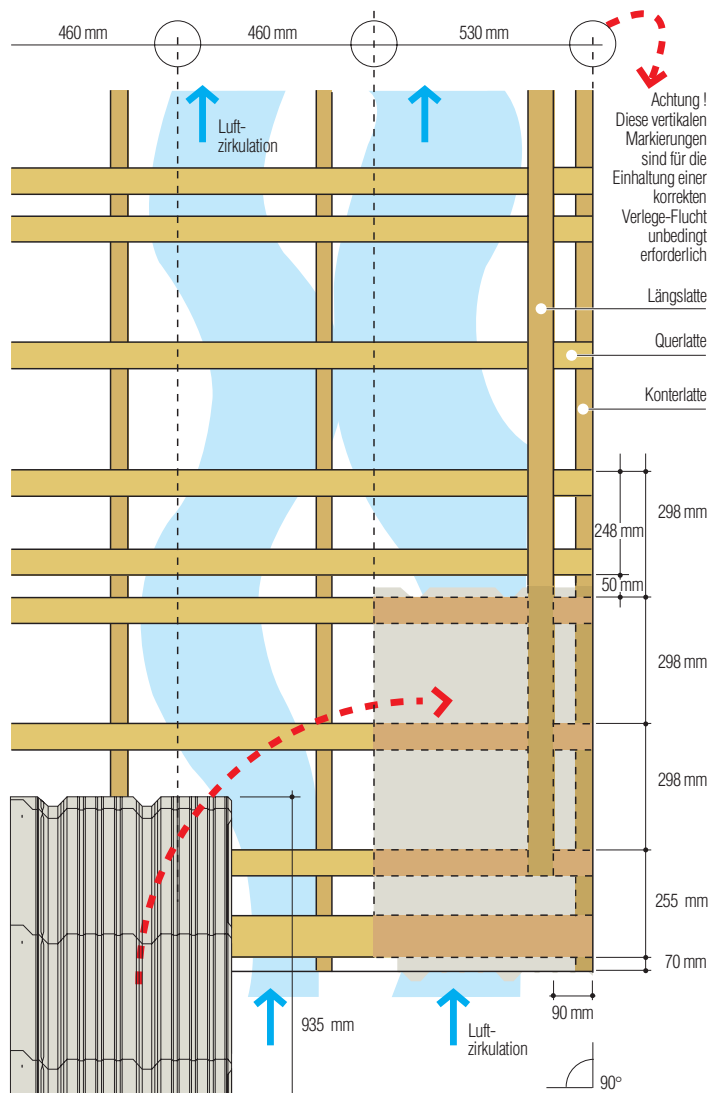 460 mm
460 mm
530 mm
Achtung !
Diese vertikalen
Markierungen
sind für die
Einhaltung einer
korrekten
Verlege-Flucht
unbedingt
erforderlich
Luft-
zirkulation
Längslatte
Querlatte
Konterlatte
298 mm
248 mm
50 mm
298 mm
298 mm
255 mm
70 mm
90 mm
935 mm
Luft-
zirkulation
90°